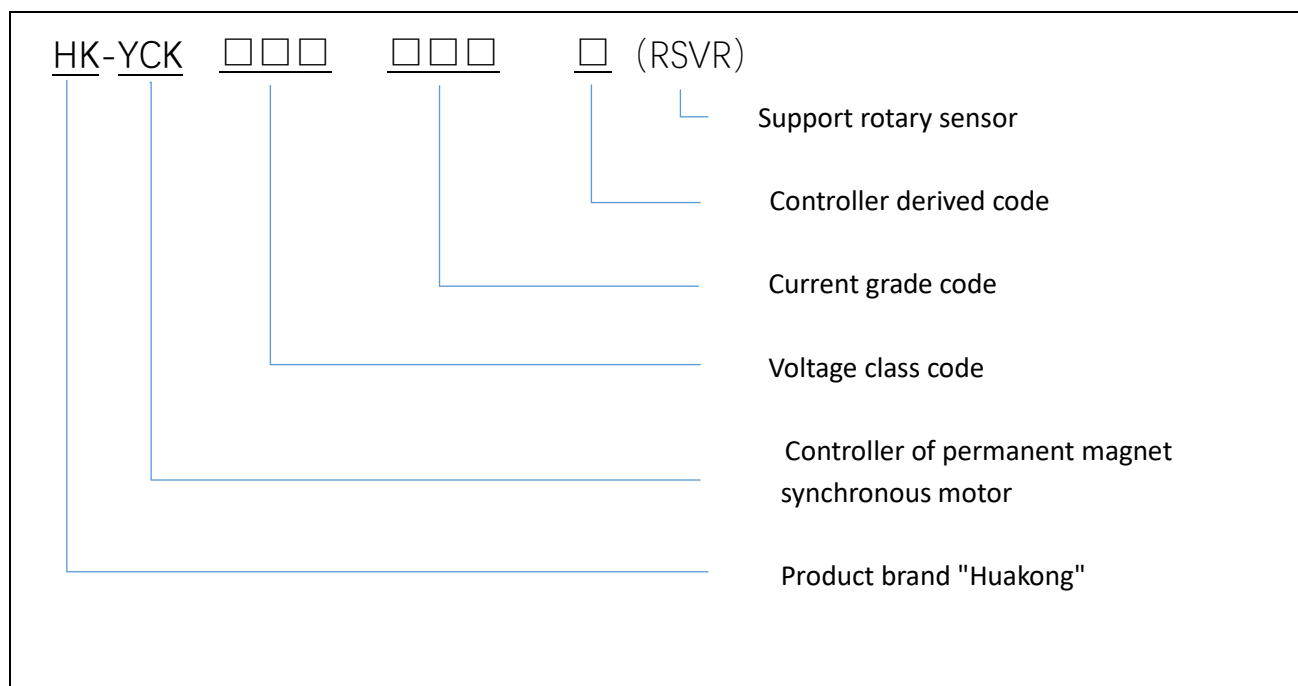 HK-YCK □□□ □□□ □ (RSVR)
Support rotary sensor
Controller derived code
Current grade code
Voltage class code
Controller of permanent magnet
synchronous motor
Product brand "Huakong"